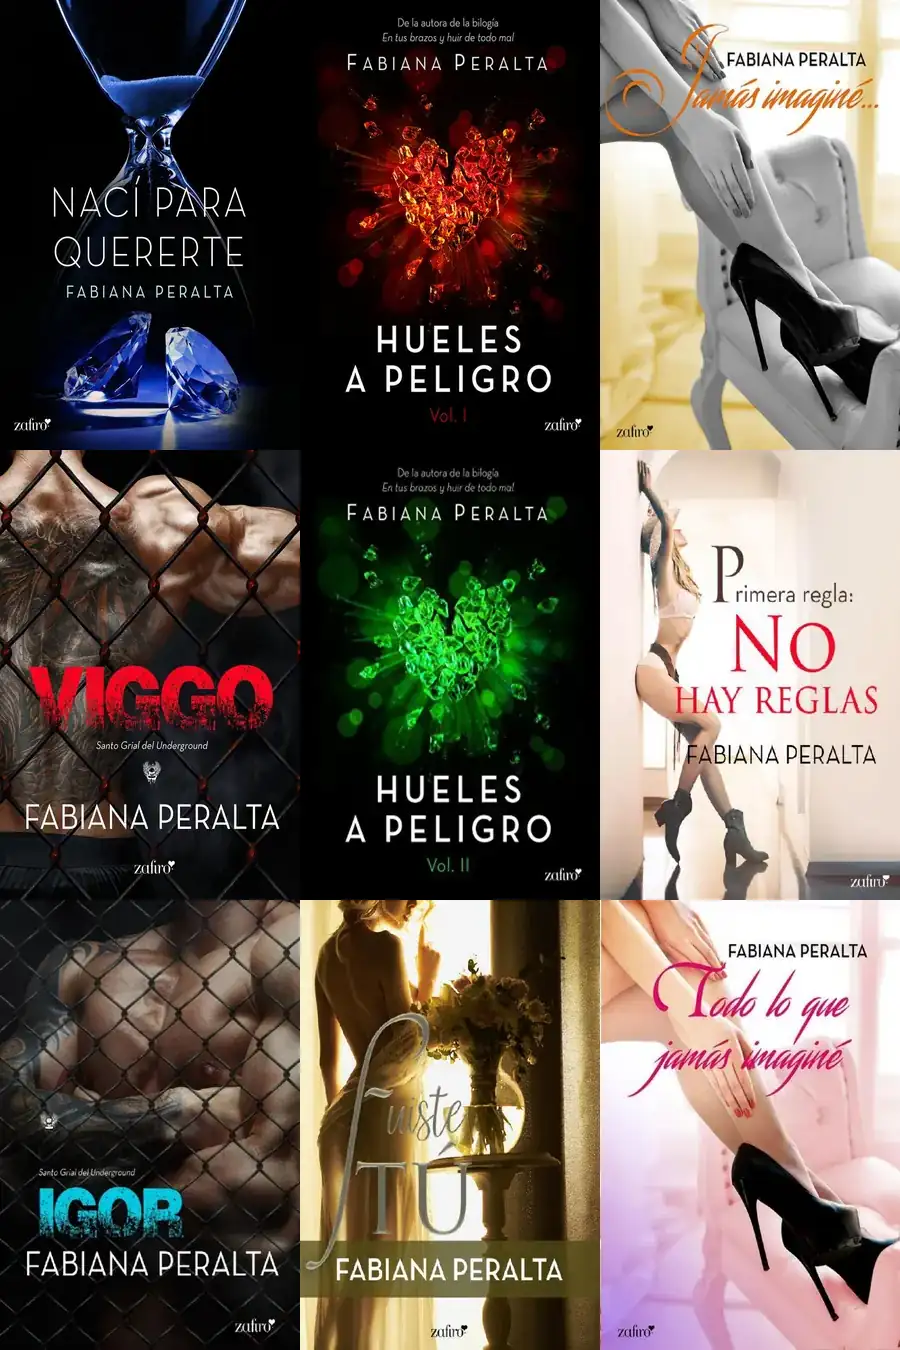 NACÍ PARA
QUERERTE
FABIANA PERALTA
zafiro
De la autora de la bilogía
En tus brazos y huir de todo mal
FABIANA PERALTA
HUELES
A PELIGRO
Vol. I
zafiro
FABIANA PERALTA
Jamás imaginé...
zafiro
VIGGO
Santo Grial del Underground
FABIANA PERALTA
zafiro
De la autora de la bilogía
En tus brazos y huir de todo mal
FABIANA PERALTA
HUELES
A PELIGRO
Vol. II
zafiro
Primera regla:
NO
HAY REGLAS
FABIANA PERALTA
zafiro
Santo Grial del Underground
IGOR
FABIANA PERALTA
zafiro
Fuiste
TÚ
FABIANA PERALTA
zafiro
FABIANA PERALTA
Todo lo que
jamás imaginé
zafiro